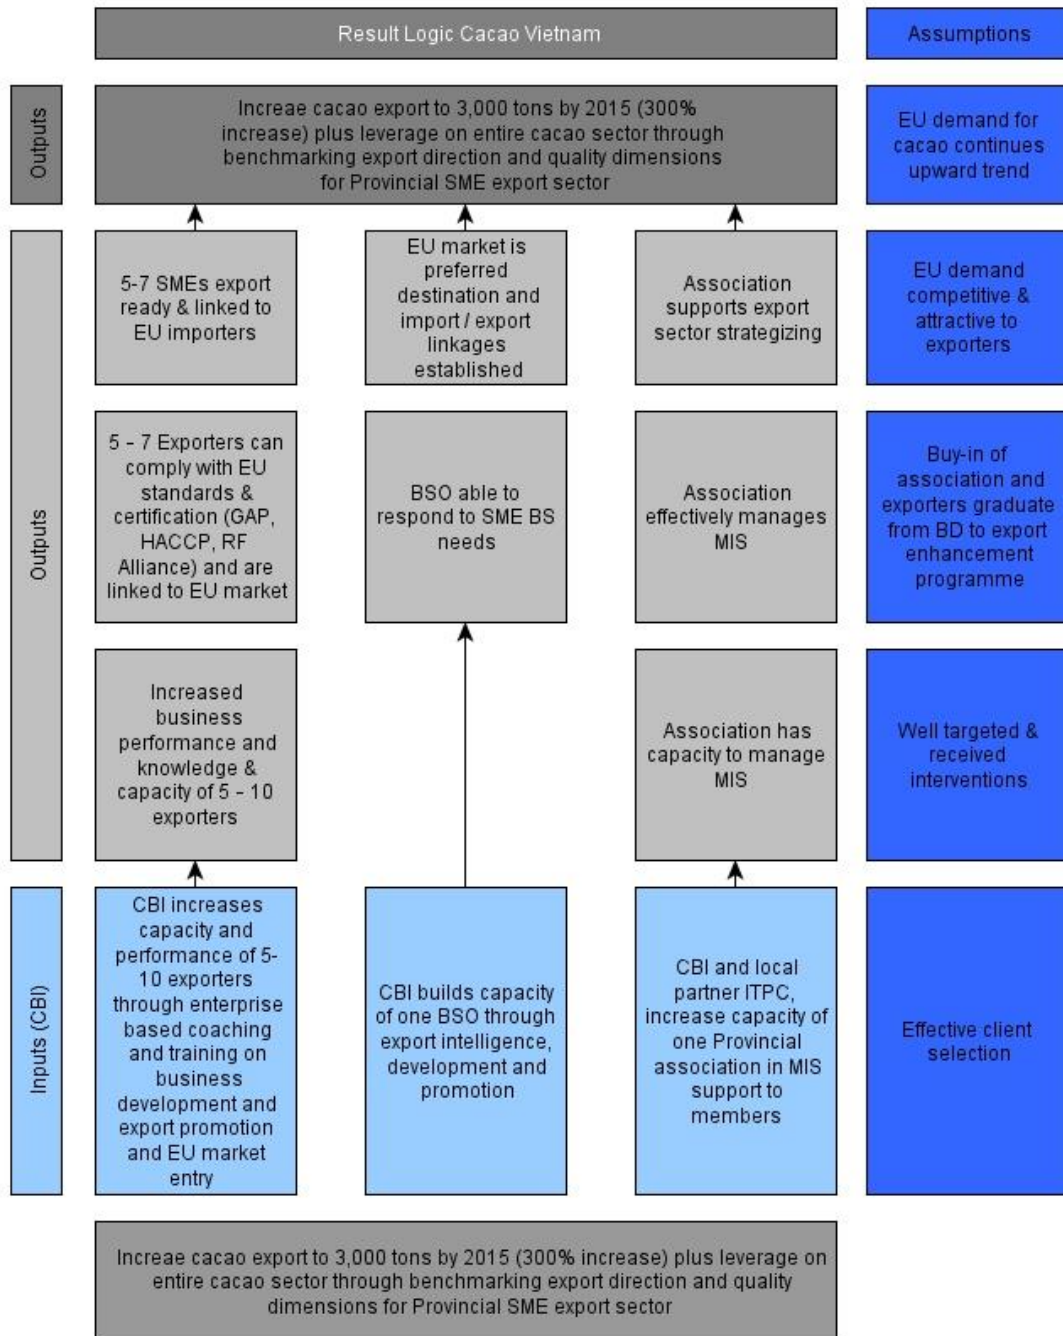 Result Logic Cacao Vietnam
Assumptions
Outputs
Increae cacao export to 3,000 tons by 2015 (300%
increase) plus leverage on entire cacao sector through
benchmarking export direction and quality dimensions
for Provincial SME export sector
EU demand for
cacao continues
upward trend
Outputs
5-7 SMEs export
ready & linked to
EU importers
EU market is
preferred
destination and
import / export
linkages
established
Association
supports export
sector strategizing
EU demand
competitive &
attractive to
exporters
5 - 7 Exporters can
comply with EU
standards &
certification (GAP,
HACCP, RF
Alliance) and are
linked to EU market
BSO able to
respond to SME BS
needs
Association
effectively manages
MIS
Buy-in of
association and
exporters graduate
from BD to export
enhancement
programme
Increased
business
performance and
knowledge &
capacity of 5 - 10
exporters
Association has
capacity to manage
MIS
Well targeted &
received
interventions
Inputs (CBI)
CBI increases
capacity and
performance of 5-
10 exporters
through enterprise
based coaching
and training on
business
development and
export promotion
and EU market
entry
CBI builds capacity
of one BSO through
export intelligence,
development and
promotion
CBI and local
partner ITPC,
increase capacity of
one Provincial
association in MIS
support to
members
Effective client
selection
Increae cacao export to 3,000 tons by 2015 (300% increase) plus leverage on
entire cacao sector through benchmarking export direction and quality
dimensions for Provincial SME export sector